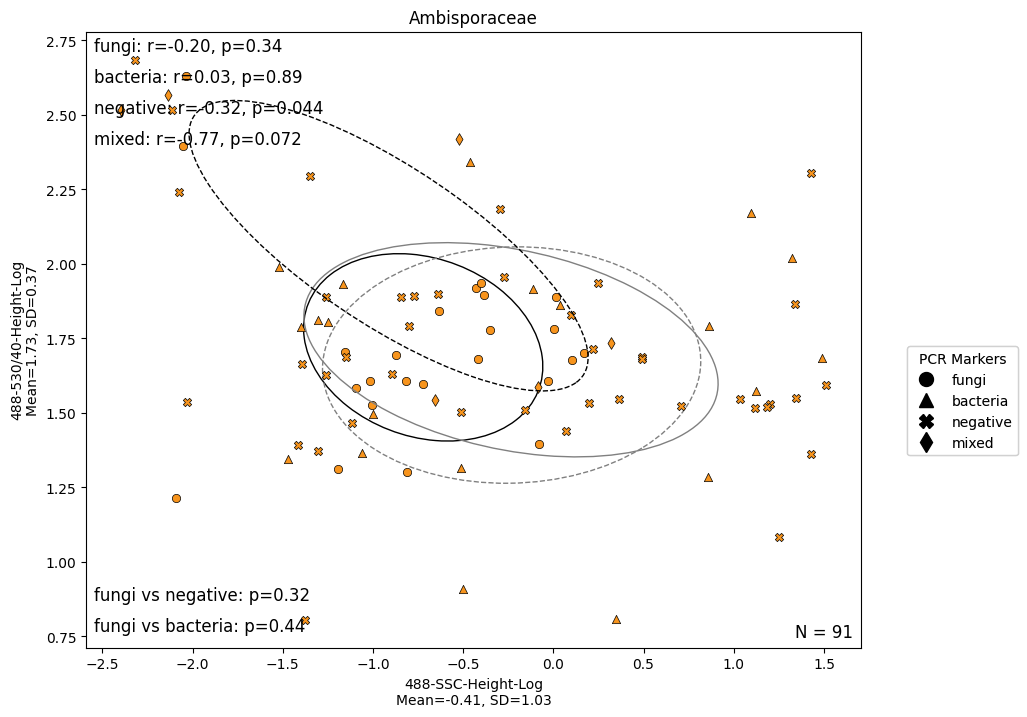 Ambisporaceae
2.75
2.50
2.25
2.00
1.75
1.50
1.25
1.00
0.75
488-530/40-Height-Log
Mean=1.73, SD=0.37
fungi: r=-0.20, p=0.34
bacteria: r=0.03, p=0.89
negative: r=-0.32, p=0.044
mixed: r=-0.77, p=0.072
fungi vs negative: p=0.32
fungi vs bacteria: p=0.44
N = 91
−2.5 −2.0 −1.5 −1.0 −0.5 0.0 0.5 1.0 1.5
488-SSC-Height-Log
Mean=-0.41, SD=1.03
PCR Markers
fungi
bacteria
negative
mixed